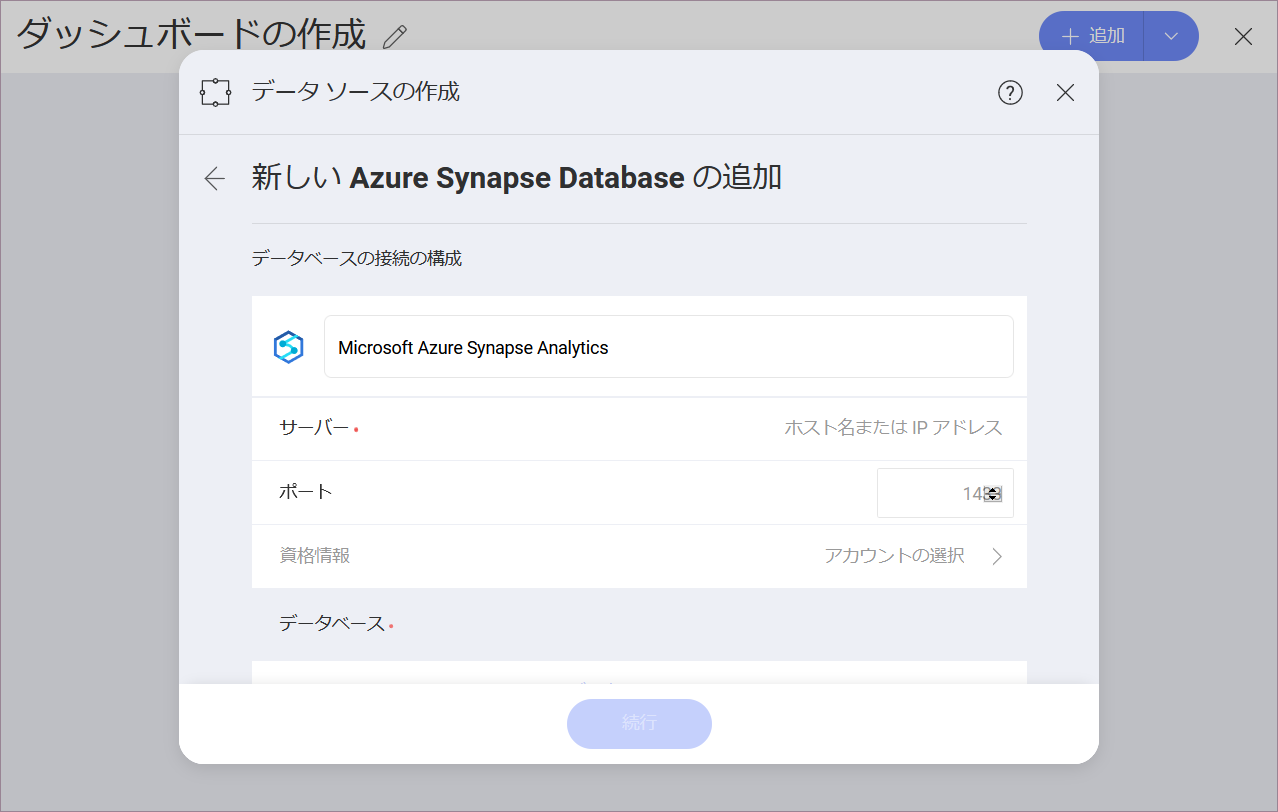 ダッシュボードの作成
追加
データ ソースの作成
新しい Azure Synapse Database の追加
データベースの接続の構成
Microsoft Azure Synapse Analytics
サーバー
ホスト名または IP アドレス
ポート
資格情報
アカウントの選択
データベース
続行